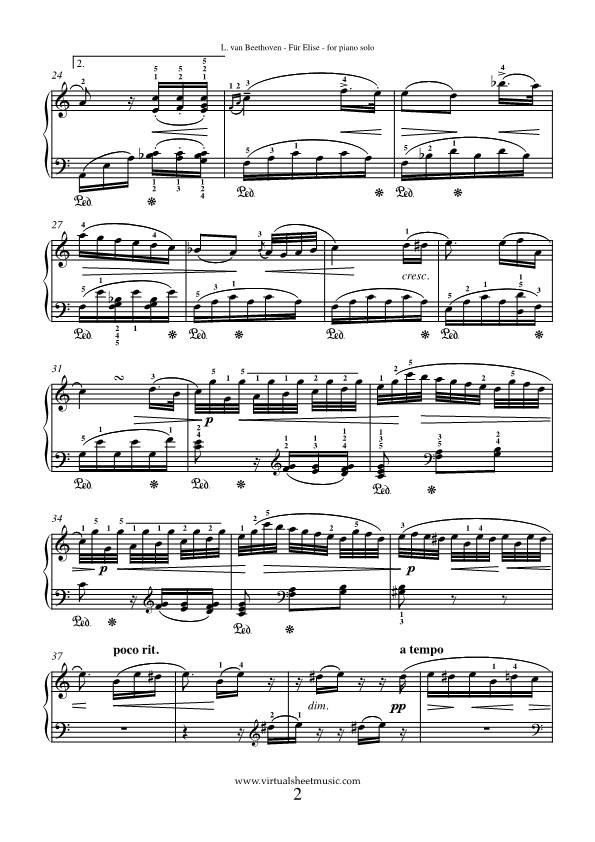 L. van Beethoven - Für Elise - for piano solo
24
2.
27
cresc.
31
p
34
p
p
37
poco rit.
a tempo
dim.
pp
www.virtualsheetmusic.com
2